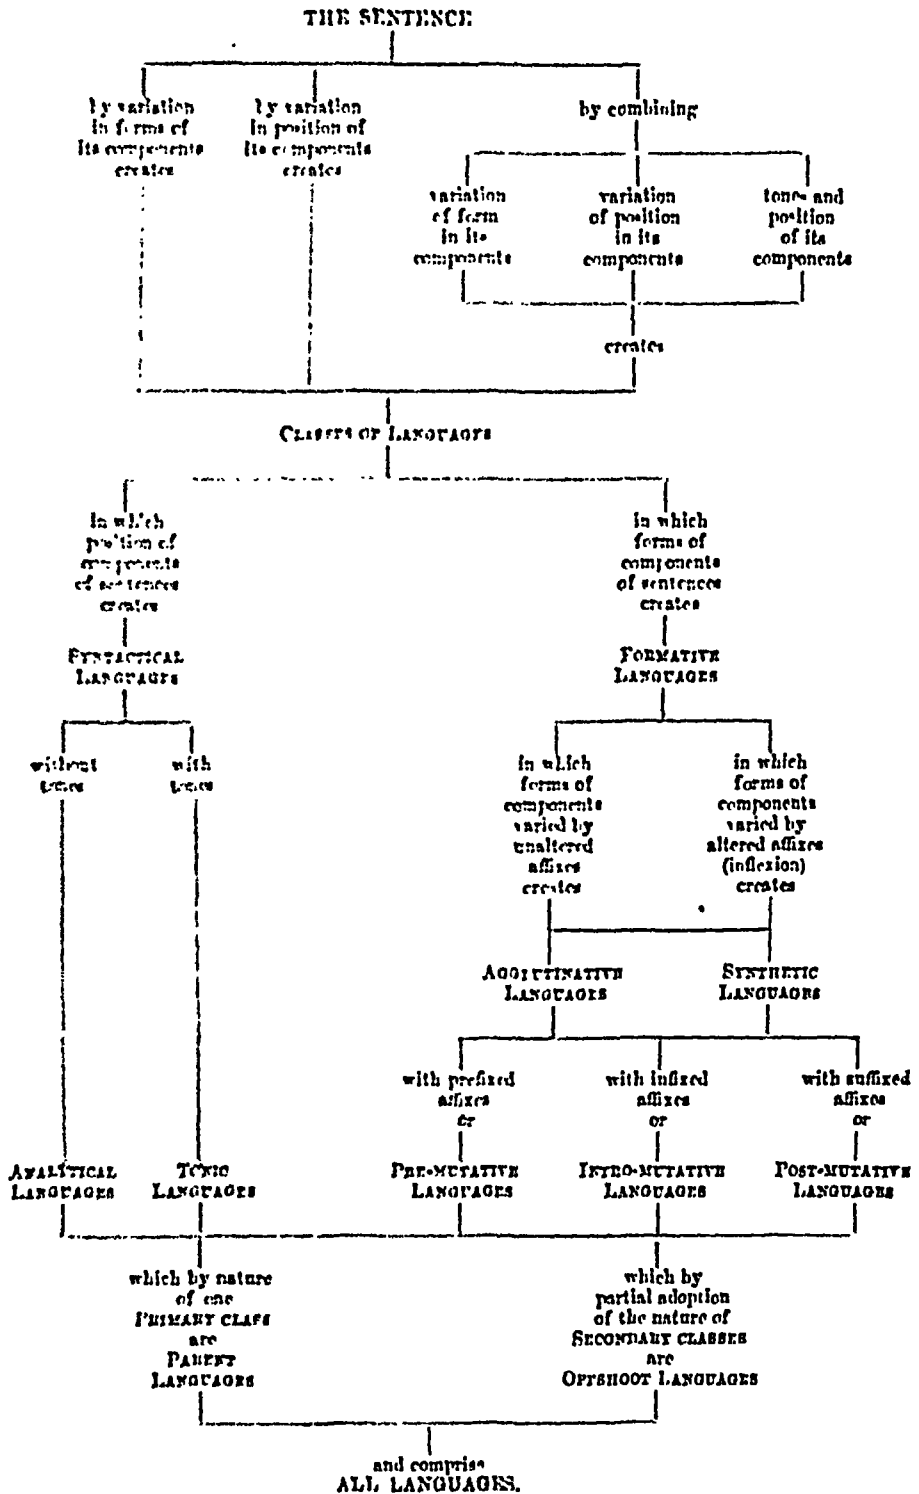 THE SENTENCE
by variation
in forms of
its components
creates
by variation
in position of
its components
creates
by combining
variation
of form
in its
components
variation
of position
in its
components
tones and
position
of its
components
creates
CLASSES OF LANGUAGES
in which
position of
components
of sentences
creates
SYNTACTICAL
LANGUAGES
in which
forms of
components
of sentences
creates
FORMATIVE
LANGUAGES
without
tones
with
tones
in which
forms of
components
varied by
unaltered
affixes
creates
in which
forms of
components
varied by
altered affixes
(inflexion)
creates
AGGLUTINATIVE
LANGUAGES
SYNTHETIC
LANGUAGES
with prefixed
affixes
or
with infixed
affixes
or
with suffixed
affixes
or
ANALYTICAL
LANGUAGES
TONIC
LANGUAGES
PRE-MUTATIVE
LANGUAGES
INTRO-MUTATIVE
LANGUAGES
POST-MUTATIVE
LANGUAGES
which by nature
of one
PRIMARY CLASS
are
PARENT
LANGUAGES
which by
partial adoption
of the nature of
SECONDARY CLASSES
are
OFFSHOOT LANGUAGES
and comprise
ALL LANGUAGES.